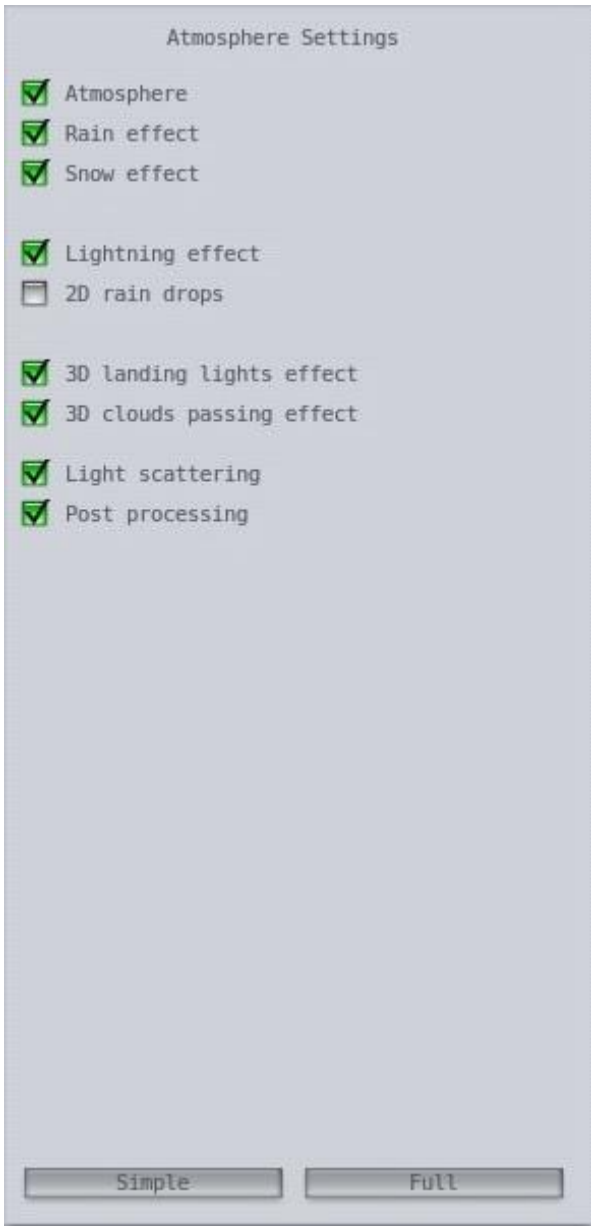 Atmosphere Settings
Atmosphere
Rain effect
Snow effect
Lightning effect
2D rain drops
3D landing lights effect
3D clouds passing effect
Light scattering
Post processing
Simple Full